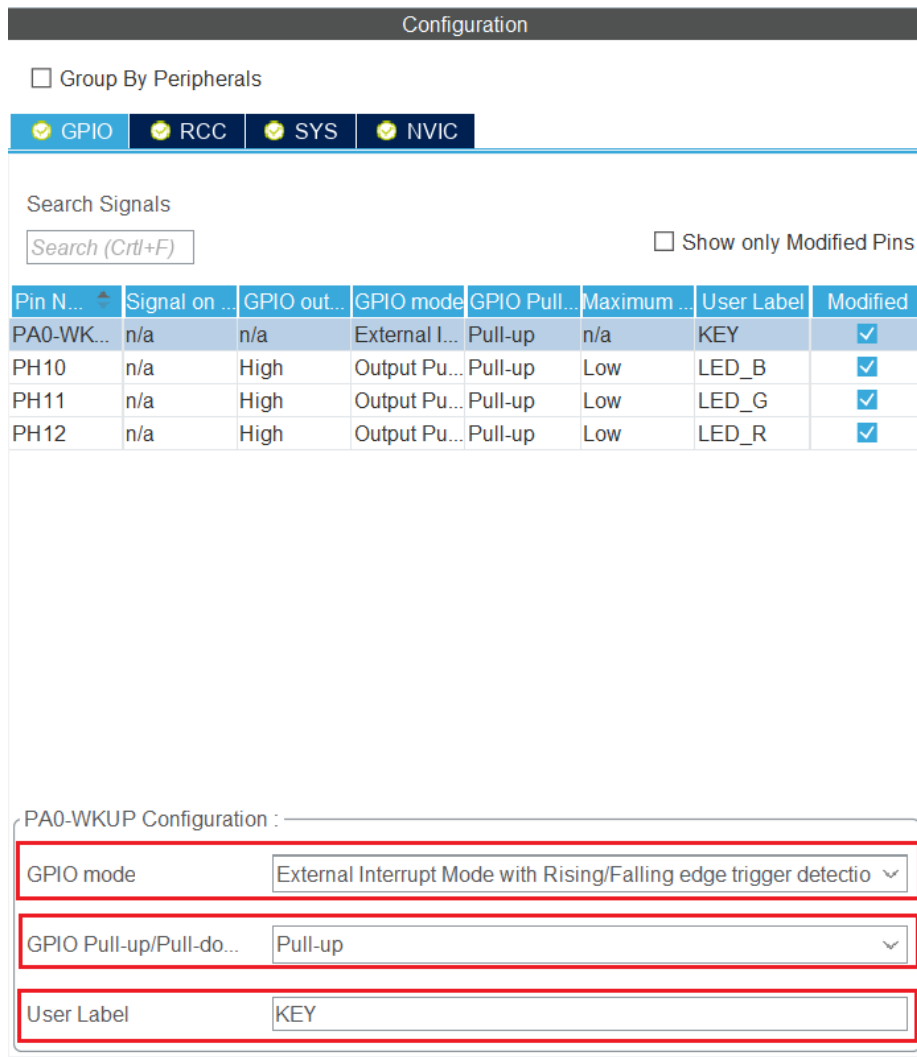 Configuration
Group By Peripherals
GPIO RCC SYS NVIC
Search Signals
Search (Crtl+F)
Show only Modified Pins
Pin N... Signal on ... GPIO out... GPIO mode GPIO Pull... Maximum ... User Label Modified
PA0-WK... n/a n/a External I... Pull-up n/a KEY
PH10 n/a High Output Pu... Pull-up Low LED_B
PH11 n/a High Output Pu... Pull-up Low LED_G
PH12 n/a High Output Pu... Pull-up Low LED_R
PA0-WKUP Configuration :
GPIO mode External Interrupt Mode with Rising/Falling edge trigger detectio
GPIO Pull-up/Pull-do... Pull-up
User Label KEY